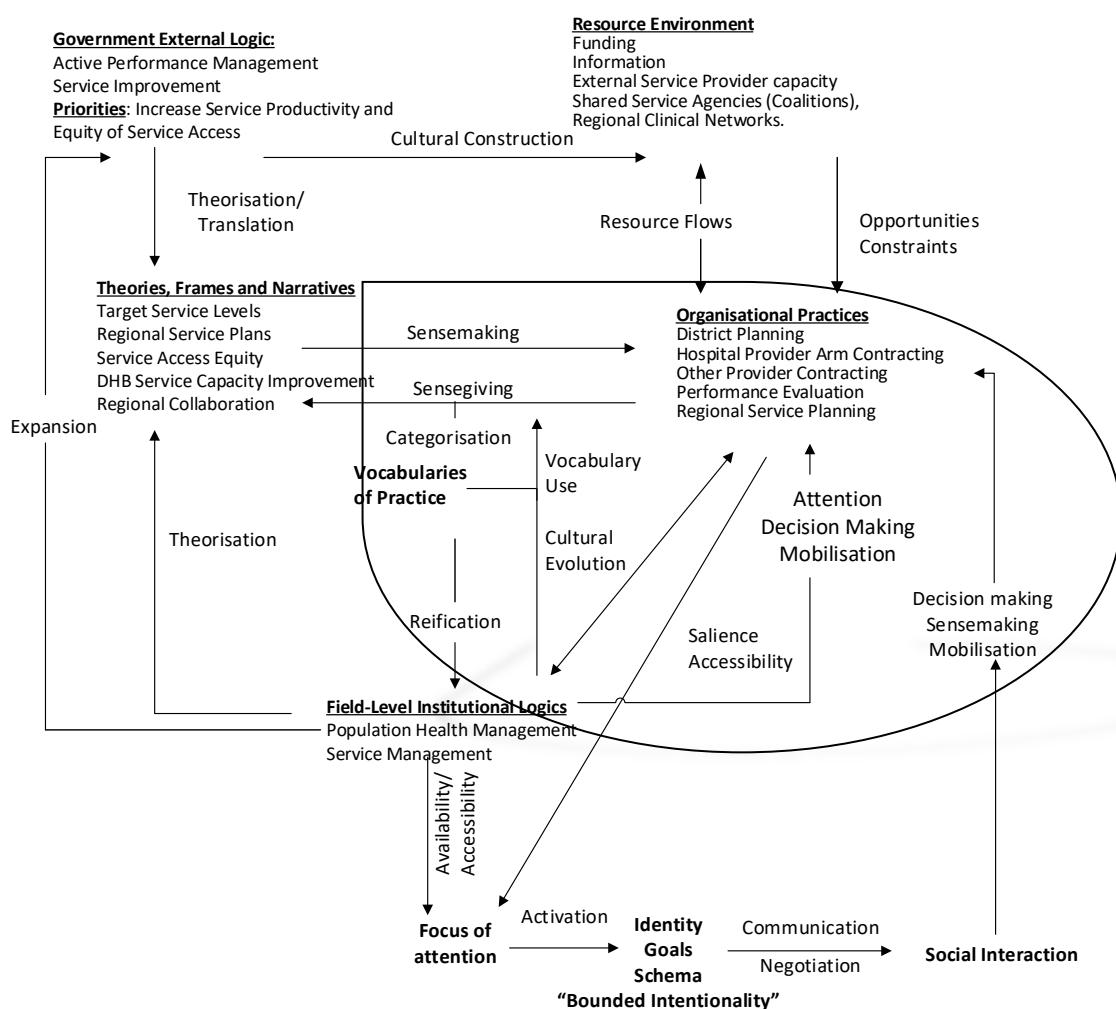 Government External Logic:
Active Performance Management
Service Improvement
Priorities: Increase Service Productivity and
Equity of Service Access
Resource Environment
Funding
Information
External Service Provider capacity
Shared Service Agencies (Coalitions),
Regional Clinical Networks.
Cultural Construction
Theorisation/
Translation
Resource Flows
Opportunities
Constraints
Theories, Frames and Narratives
Target Service Levels
Regional Service Plans
Service Access Equity
DHB Service Capacity Improvement
Regional Collaboration
Sensemaking
Sensegiving
Organisational Practices
District Planning
Hospital Provider Arm Contracting
Other Provider Contracting
Performance Evaluation
Regional Service Planning
Expansion
Categorisation
Vocabularies
of Practice
Vocabulary
Use
Attention
Decision Making
Mobilisation
Theorisation
Cultural
Evolution
Reification
Salience
Accessibility
Decision making
Sensemaking
Mobilisation
Field-Level Institutional Logics
Population Health Management
Service Management
Availability/
Accessibility
Focus of
attention
Activation
Identity
Goals
Schema
“Bounded Intentionality”
Communication
Negotiation
Social Interaction